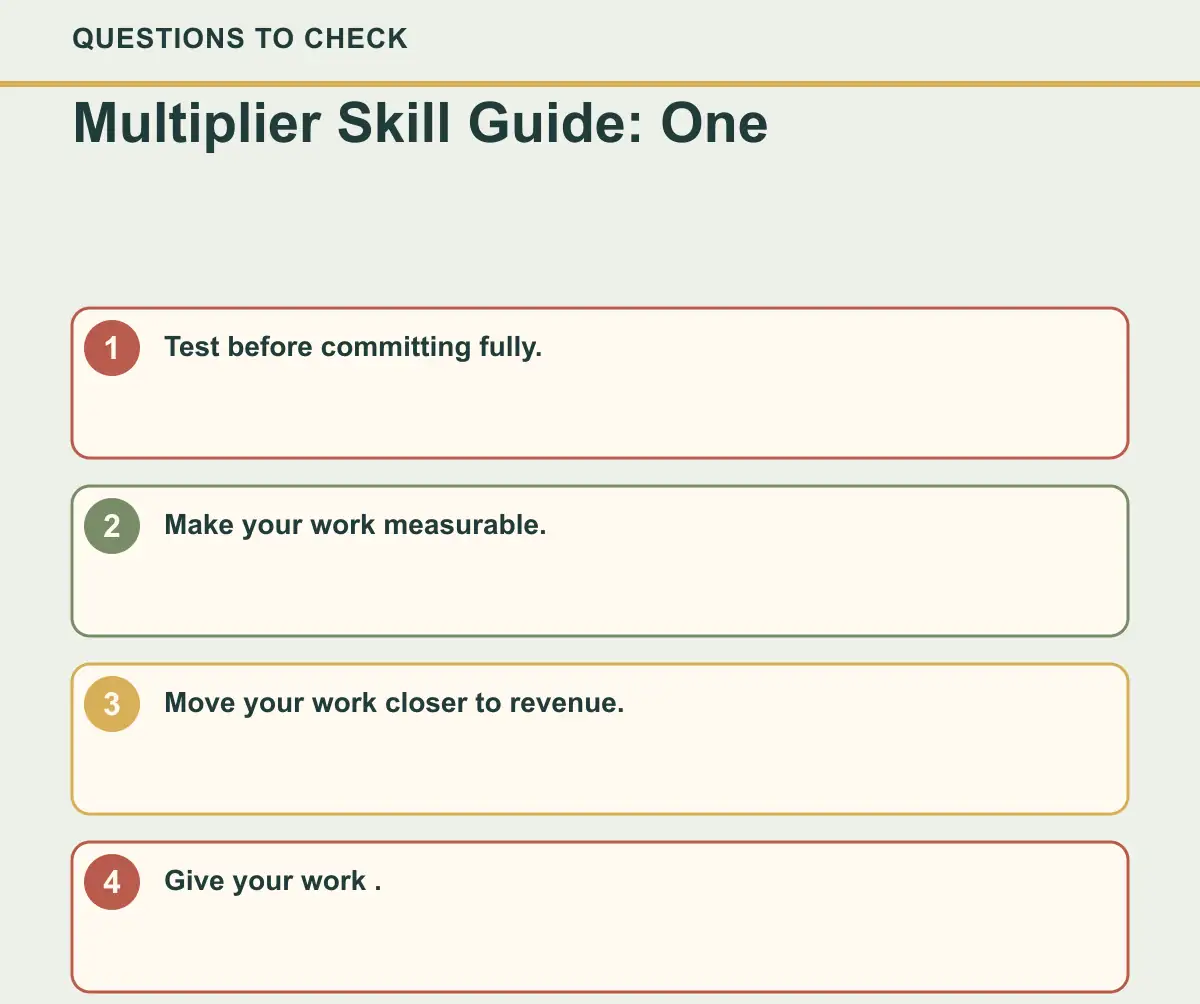 QUESTIONS TO CHECK
Multiplier Skill Guide: One
1 Test before committing fully.
2 Make your work measurable.
3 Move your work closer to revenue.
4 Give your work .